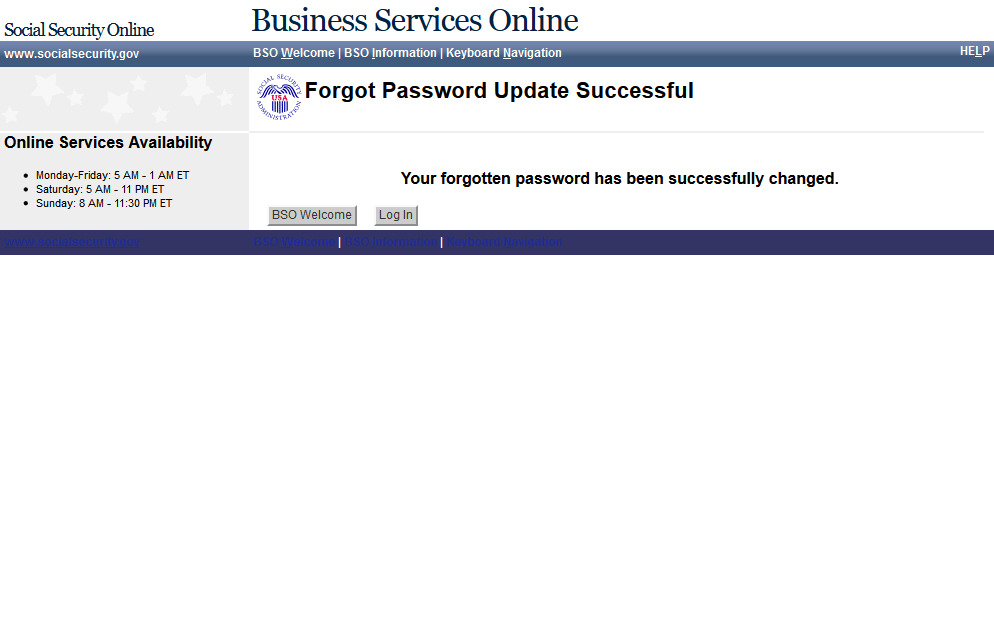 Social Security Online
Business Services Online
www.socialsecurity.gov
BSO Welcome | BSO Information | Keyboard Navigation
HELP
SOCIAL SECURITY ADMINISTRATION
USA
Forgot Password Update Successful
Online Services Availability
• Monday-Friday: 5 AM - 1 AM ET
• Saturday: 5 AM - 11 PM ET
• Sunday: 8 AM - 11:30 PM ET
Your forgotten password has been successfully changed.
BSO Welcome
Log In
www.socialsecurity.gov
BSO Welcome | BSO Information | Keyboard Navigation